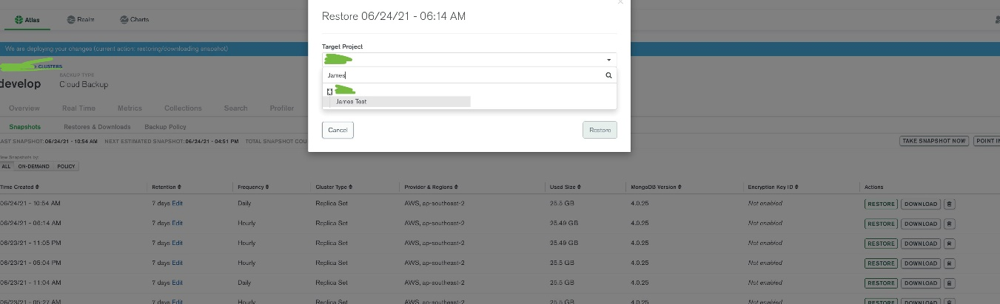 Restore 06/24/21 - 06:14 AM
Atlas Realm Charts
Target Project
We are deploying your changes (current action: restoring/downloading snapshot)
> CLUSTERS
James
develop BACKUP TYPE
Cloud Backup
James Test
Overview Real Time Metrics Collections Search Profiler
Snapshots Restores & Downloads Backup Policy
Cancel Restore
AST SNAPSHOT: 06/24/21 - 10:54 AM NEXT ESTIMATED SNAPSHOT: 06/24/21 - 04:51 PM TOTAL SNAPSHOT COU TAKE SNAPSHOT NOW POINT IN
iew Snapshots by:
ALL ON-DEMAND POLICY
Time Created Retention Frequency Cluster Type Provider & Regions Used Size MongoDB Version Encryption Key ID Actions
06/24/21 - 10:54 AM 7 days Edit Daily Replica Set AWS, ap-southeast-2 25.5 GB 4.0.25 Not enabled RESTORE DOWNLOAD
06/24/21 - 06:14 AM 7 days Edit Hourly Replica Set AWS, ap-southeast-2 25.49 GB 4.0.25 Not enabled RESTORE DOWNLOAD
06/23/21 - 11:05 PM 7 days Edit Hourly Replica Set AWS, ap-southeast-2 25.49 GB 4.0.25 Not enabled RESTORE DOWNLOAD
06/23/21 - 05:04 PM 7 days Edit Hourly Replica Set AWS, ap-southeast-2 25.5 GB 4.0.25 Not enabled RESTORE DOWNLOAD
06/23/21 - 11:04 AM 7 days Edit Daily Replica Set AWS, ap-southeast-2 25.5 GB 4.0.25 Not enabled RESTORE DOWNLOAD
06/23/21 - 05:27 AM 7 days Edit Hourly Replica Set AWS, ap-southeast-2 25.5 GB 4.0.25 Not enabled RESTORE DOWNLOAD